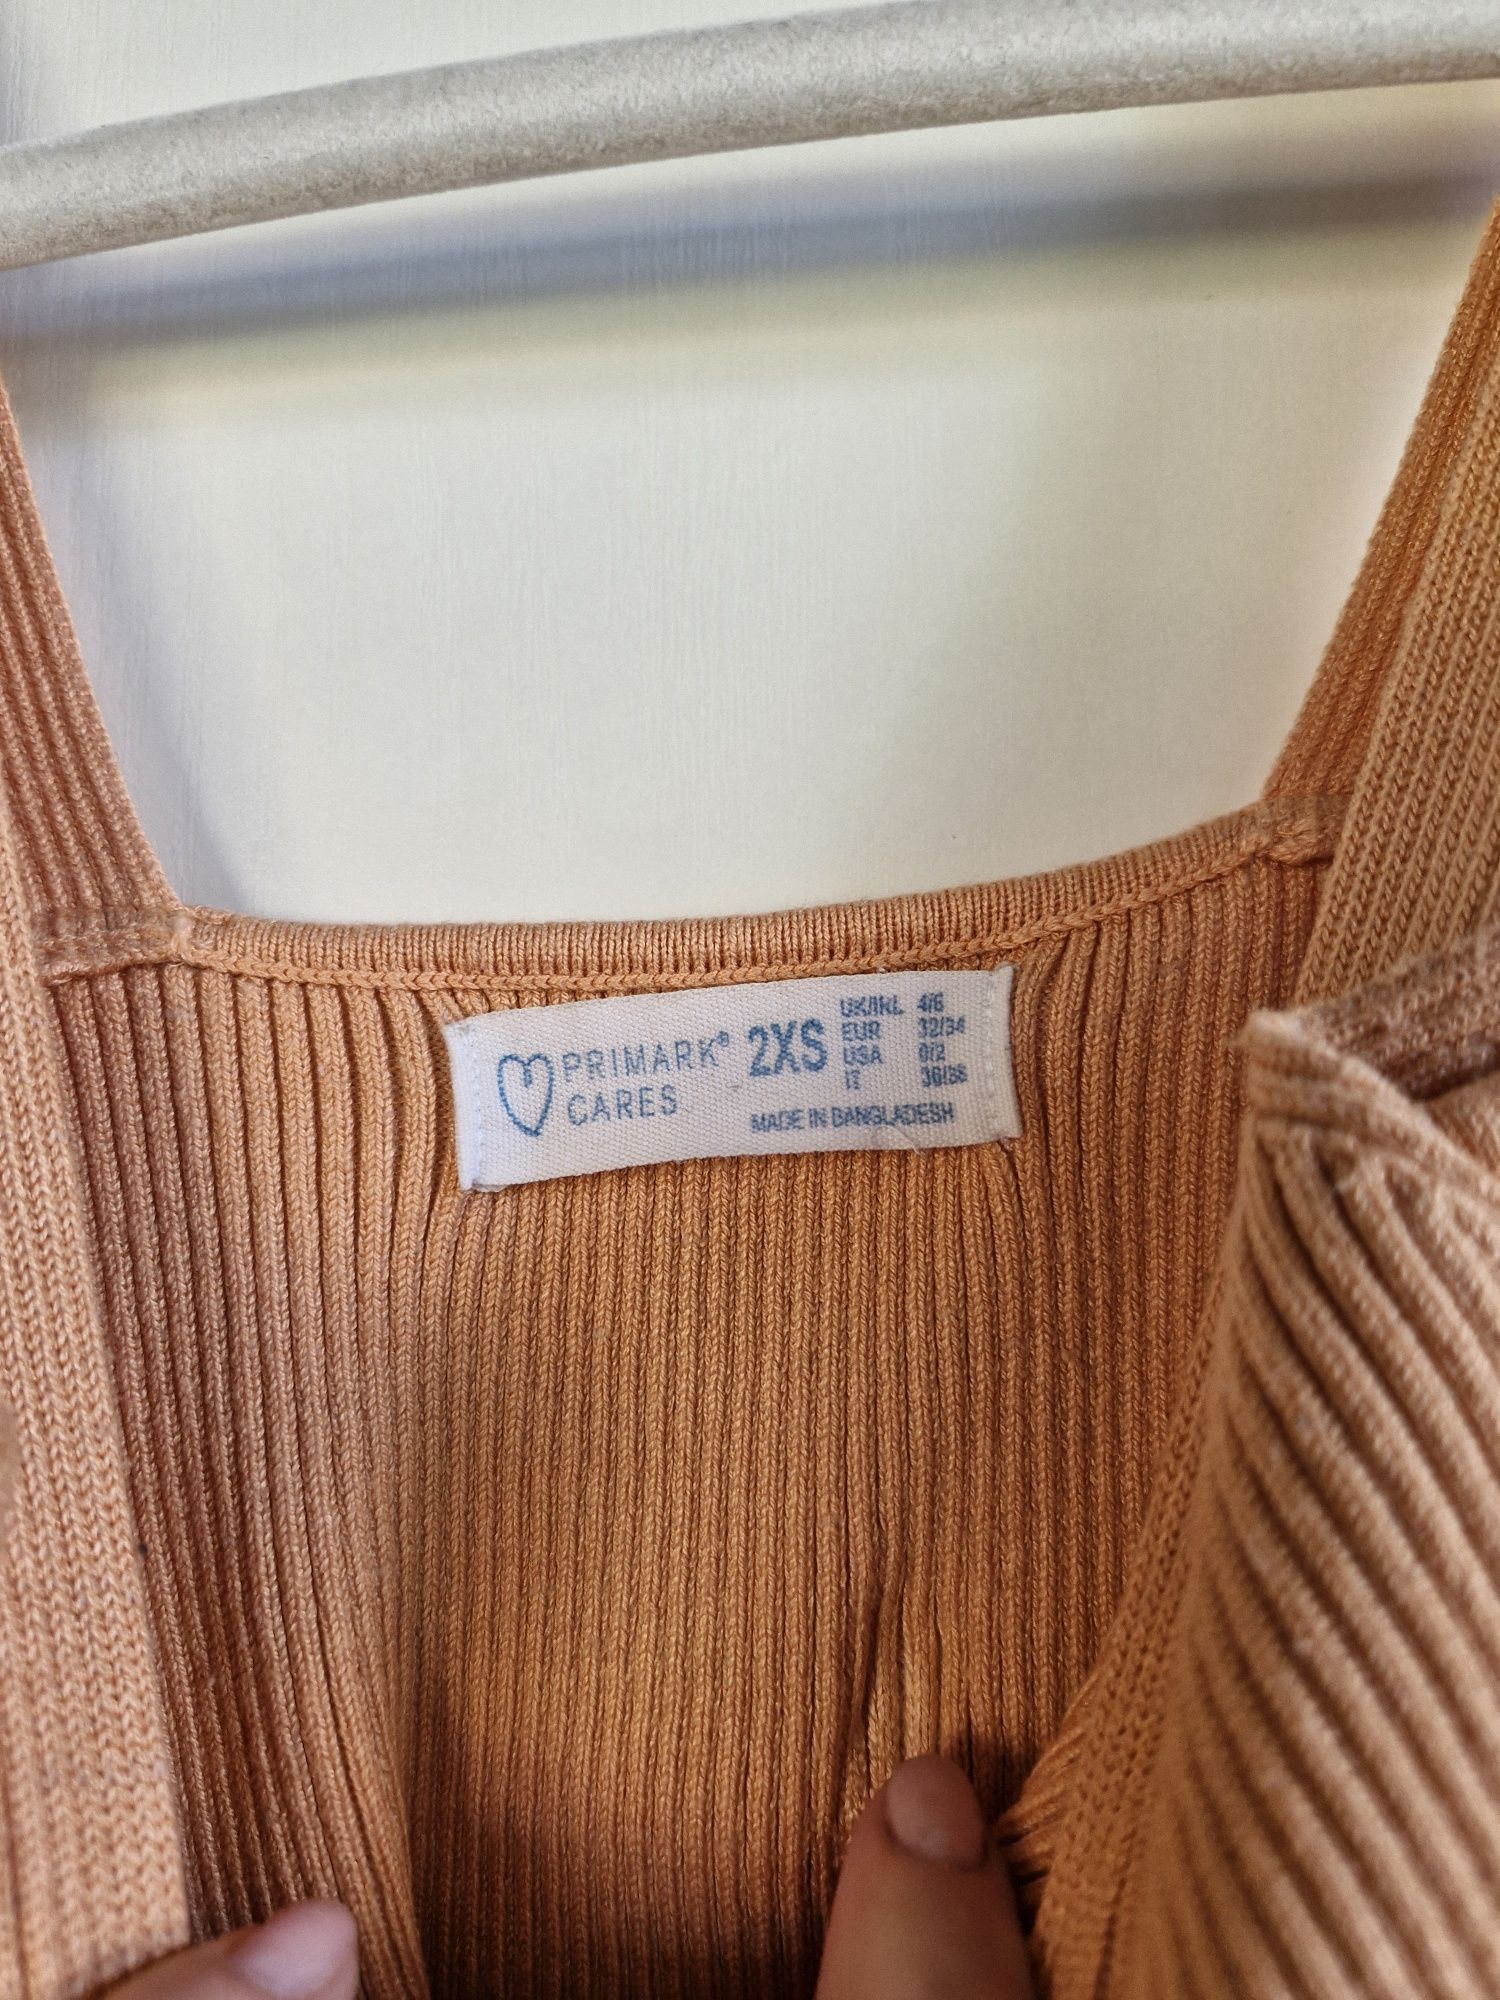 PRIMARK®
CARES
2XS
UK/IRL 4/6
EUR 32/34
USA 0/2
IT 36/38
MADE IN BANGLADESH